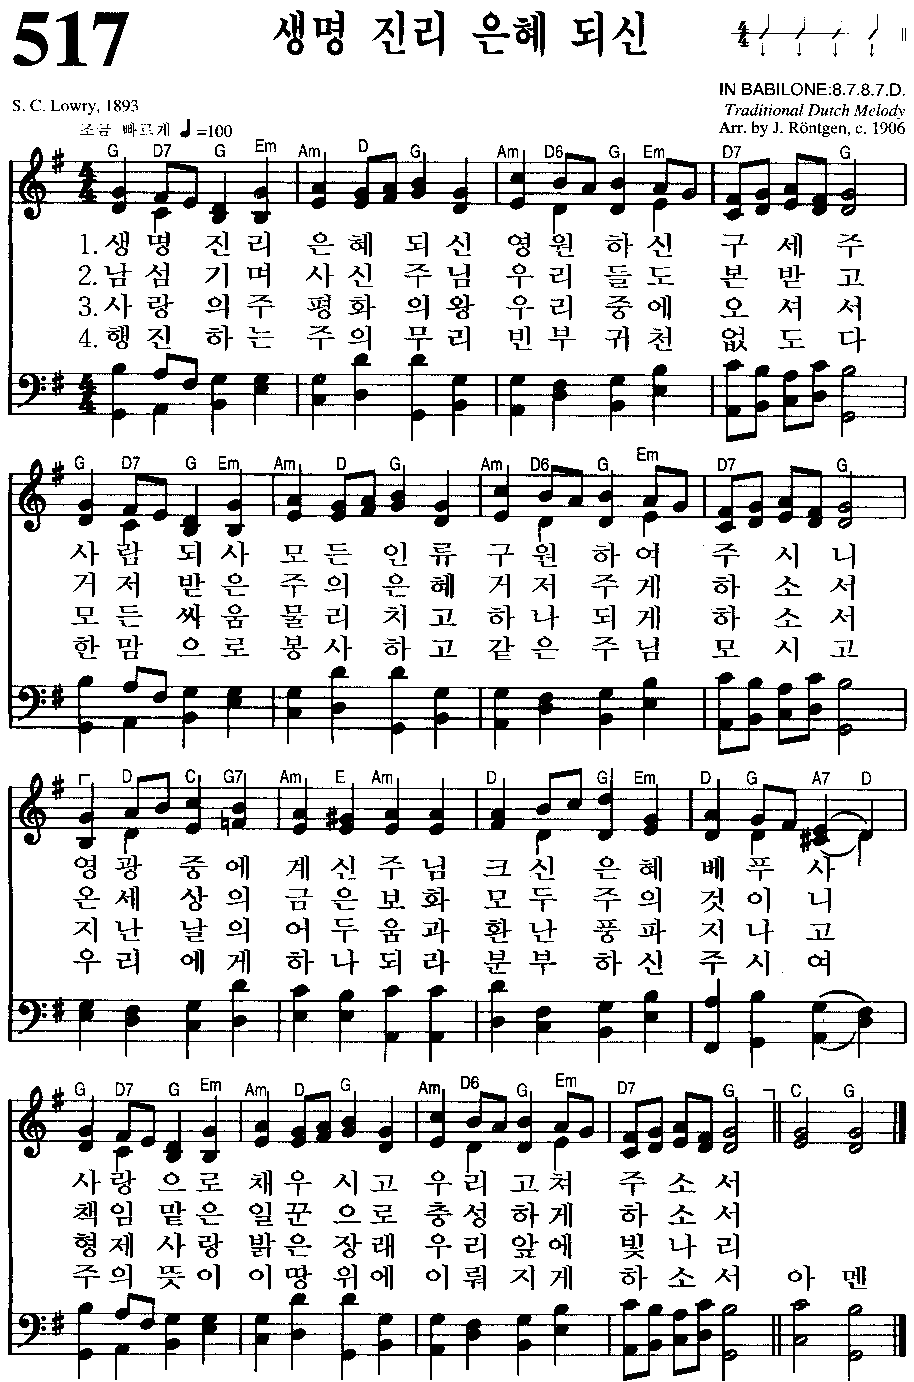 517 생명 진리 은혜 되신
4/4
IN BABILONE:8.7.8.7.D.
S. C. Lowry, 1893 Traditional Dutch Melody
조금 빠르게 ♩=100 Arr. by J. Röntgen, c. 1906
G D7 G Em Am D G Am D6 G Em D7 G
1. 생명 진리 은혜 되신 영원하신 구세주
2. 남섬기며 사신 주님 우리들도 본받고
3. 사랑의주 평화의왕 우리중에 오셔서
4. 행진하는 주의 무리 빈부귀천 없도다
G D7 G Em Am D G Am D6 G Em D7 G
사람되사 모든 인류 구원하여 주시니
거저받은 주의 은혜 거저주게 하소서
모든싸움 물리치고 하나되게 하소서
한맘으로 봉사하고 같은주님 모시고
D C G7 Am E Am D G Em D G A7 D
영광중에 계신주님 크신은혜 베푸사
온세상의 금은보화 모두주의 것이니
지난날의 어두움과 환난풍파 지나고
우리에게 하나되라 분부하신 주시여
G D7 G Em Am D G Am D6 G Em D7 G C G
사랑으로 채우시고 우리고쳐 주소서
책임맡은 일꾼으로 충성하게 하소서
형제사랑 밝은장래 우리앞에 빛나리
주의뜻이 이땅위에 이뤄지게 하소서 아멘